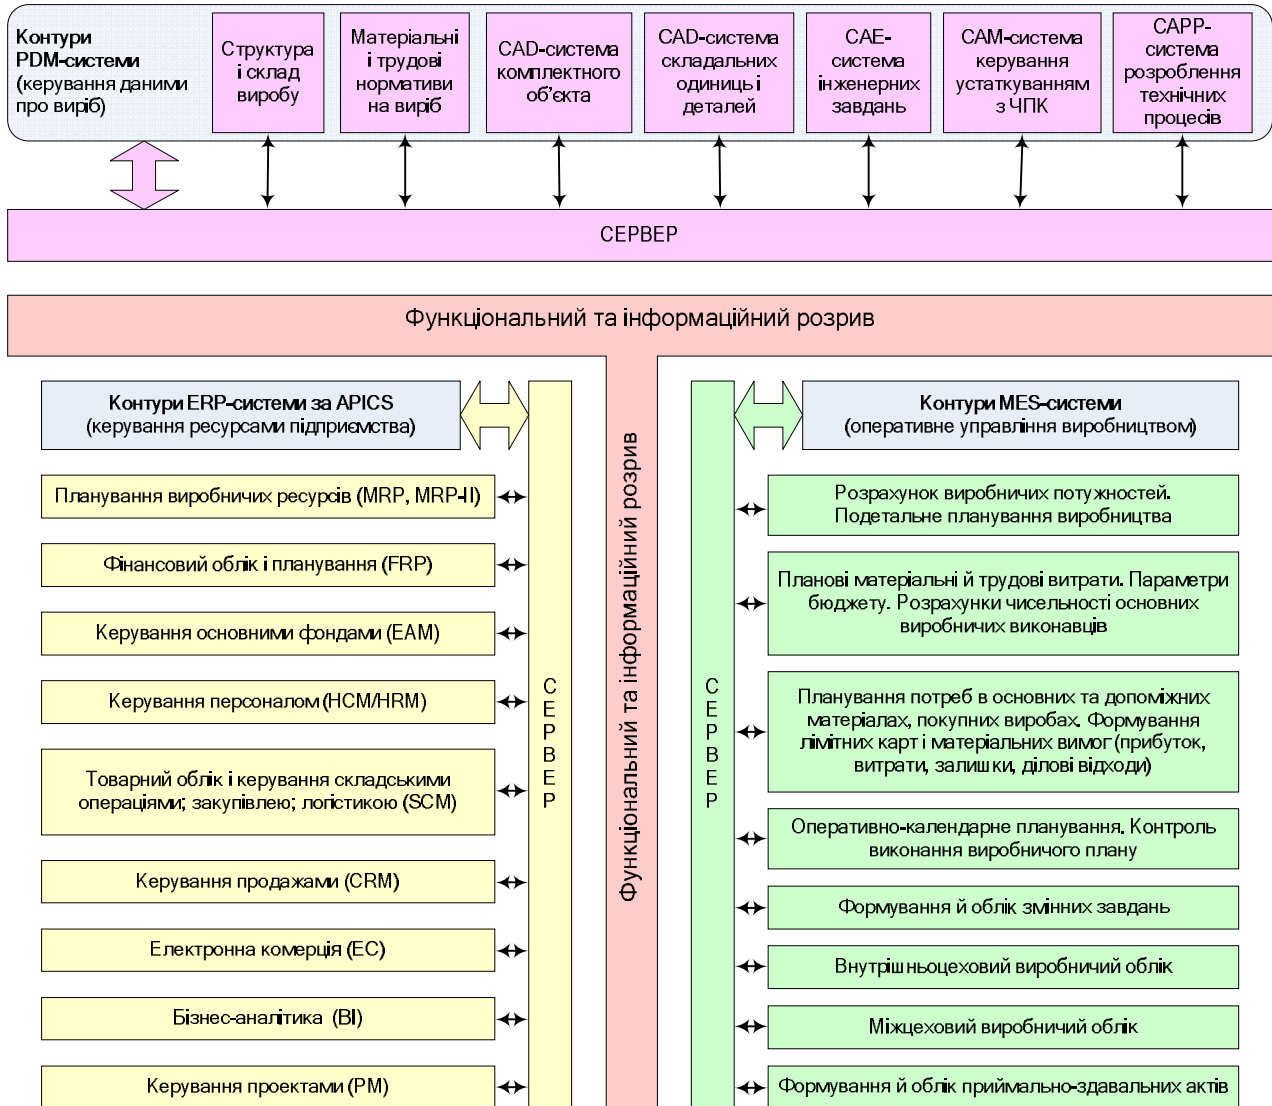 Контури
PDM-системи
(керування даними
про виріб)
Структура
і склад
виробу
Матеріальні
і трудові
нормативи
на виріб
CAD-система
комплектного
об’єкта
CAD-система
складальних
одиниць і
деталей
CAE-
система
інженерних
завдань
CAM-система
керування
устаткуванням
з ЧПК
CAPP-
система
розроблення
технічних
процесів
СЕРВЕР
Функціональний та інформаційний розрив
Контури ERP-системи за APICS
(керування ресурсами підприємства)
Планування виробничих ресурсів (MRP, MRP-II)
Фінансовий облік і планування (FRP)
Керування основними фондами (EAM)
Керування персоналом (HCM/HRM)
Товарний облік і керування складськими
операціями; закупівлею; логістикою (SCM)
Керування продажами (CRM)
Електронна комерція (EC)
Бізнес-аналітика (BI)
Керування проектами (PM)
СЕРВЕР
Функціональний та інформаційний розрив
СЕРВЕР
Контури MES-системи
(оперативне управління виробництвом)
Розрахунок виробничих потужностей.
Подетальне планування виробництва
Планові матеріальні й трудові витрати. Параметри
бюджету. Розрахунки чисельності основних
виробничих виконавців
Планування потреб в основних та допоміжних
матеріалах, покупних виробах. Формування
лімітних карт і матеріальних вимог (прибуток,
витрати, залишки, ділові відходи)
Оперативно-календарне планування. Контроль
виконання виробничого плану
Формування й облік змінних завдань
Внутрішньоцеховий виробничий облік
Міжцеховий виробничий облік
Формування й облік приймально-здавальних актів